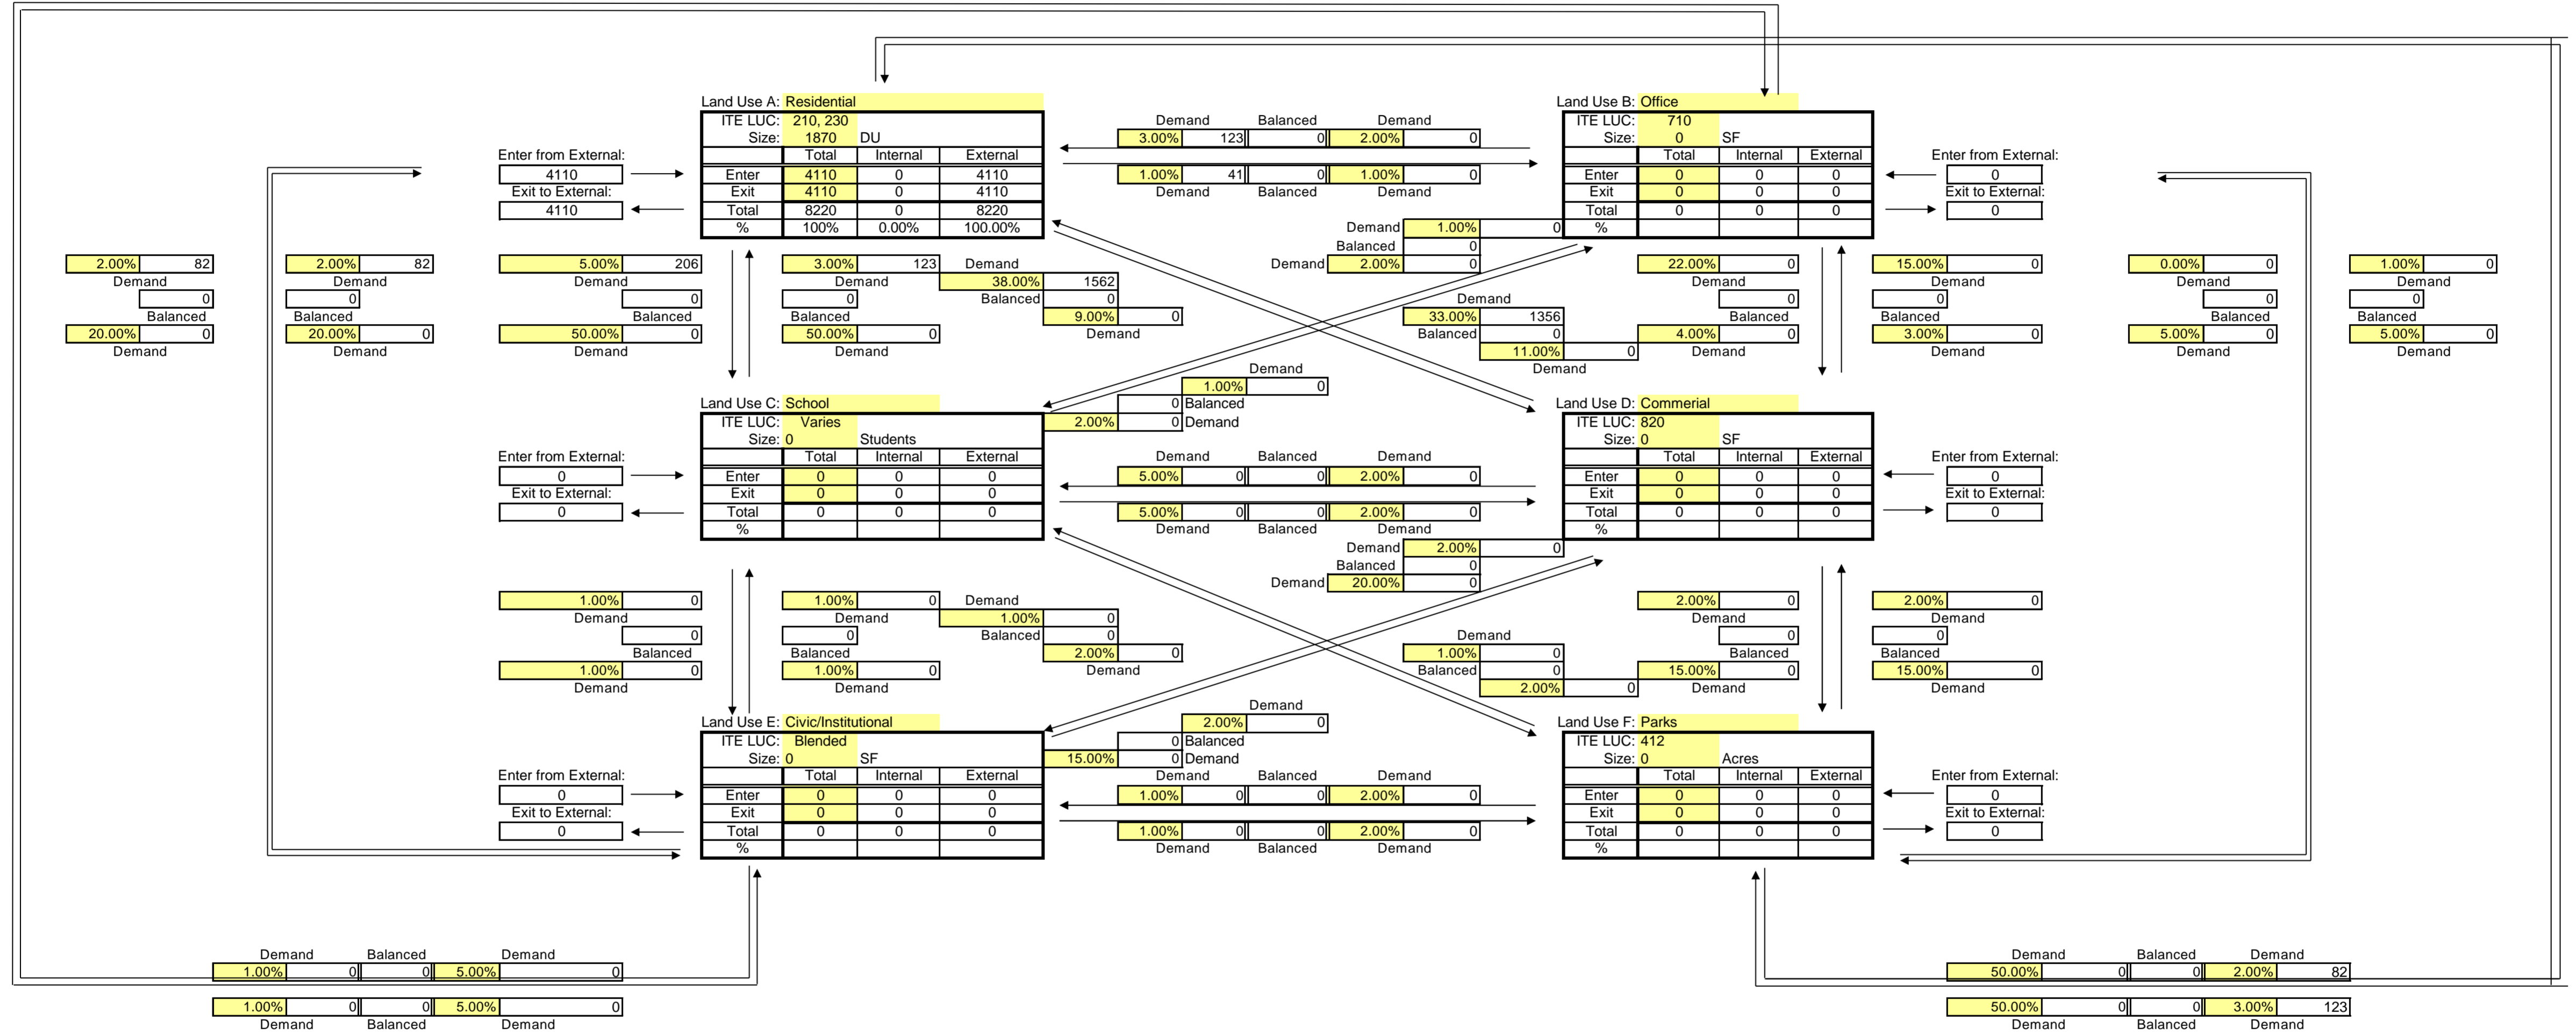 Land Use A: Residential
ITE LUC: 210, 230
Size: 1870 DU
Total Internal External
Enter 4110 0 4110
Exit 4110 0 4110
Total 8220 0 8220
% 100% 0.00% 100.00%
Enter from External:
4110
Exit to External:
4110
Demand Balanced Demand
3.00% 123 0 2.00% 0
1.00% 41 0 1.00% 0
Demand Balanced Demand
Land Use B: Office
ITE LUC: 710
Size: 0 SF
Total Internal External
Enter 0 0 0
Exit 0 0 0
Total 0 0 0
%
Enter from External:
0
Exit to External:
0
Demand 1.00% 0
Balanced 0
Demand 2.00% 0
2.00% 82
Demand
0
Balanced
20.00% 0
Demand
2.00% 82
Demand
0
Balanced
20.00% 0
Demand
5.00% 206
Demand
0
Balanced
50.00% 0
Demand
3.00% 123
Demand
0
Balanced
50.00% 0
Demand
Demand
38.00% 1562
Balanced 0
9.00% 0
Demand
Demand
33.00% 1356
Balanced 0
11.00% 0
Demand
22.00% 0
Demand
0
Balanced
4.00% 0
Demand
15.00% 0
Demand
0
Balanced
3.00% 0
Demand
0.00% 0
Demand
0
Balanced
5.00% 0
Demand
1.00% 0
Demand
0
Balanced
5.00% 0
Demand
Land Use C: School
ITE LUC: Varies
Size: 0 Students
Total Internal External
Enter 0 0 0
Exit 0 0 0
Total 0 0 0
%
Enter from External:
0
Exit to External:
0
Demand
1.00% 0
0 Balanced
2.00% 0 Demand
Demand Balanced Demand
5.00% 0 0 2.00% 0
5.00% 0 0 2.00% 0
Demand Balanced Demand
Land Use D: Commerial
ITE LUC: 820
Size: 0 SF
Total Internal External
Enter 0 0 0
Exit 0 0 0
Total 0 0 0
%
Enter from External:
0
Exit to External:
0
Demand 2.00% 0
Balanced 0
Demand 20.00% 0
1.00% 0
Demand
0
Balanced
1.00% 0
Demand
1.00% 0
Demand
0
Balanced
1.00% 0
Demand
Demand
1.00% 0
Balanced 0
2.00% 0
Demand
Demand
1.00% 0
Balanced 0
2.00% 0
2.00% 0
Demand
0
Balanced
15.00% 0
Demand
2.00% 0
Demand
0
Balanced
15.00% 0
Demand
Land Use E: Civic/Institutional
ITE LUC: Blended
Size: 0 SF
Total Internal External
Enter 0 0 0
Exit 0 0 0
Total 0 0 0
%
Enter from External:
0
Exit to External:
0
Demand
2.00% 0
0 Balanced
15.00% 0 Demand
Demand Balanced Demand
1.00% 0 0 2.00% 0
1.00% 0 0 2.00% 0
Demand Balanced Demand
Land Use F: Parks
ITE LUC: 412
Size: 0 Acres
Total Internal External
Enter 0 0 0
Exit 0 0 0
Total 0 0 0
%
Enter from External:
0
Exit to External:
0
Demand Balanced Demand
1.00% 0 0 5.00% 0
1.00% 0 0 5.00% 0
Demand Balanced Demand
Demand Balanced Demand
50.00% 0 0 2.00% 82
50.00% 0 0 3.00% 123
Demand Balanced Demand